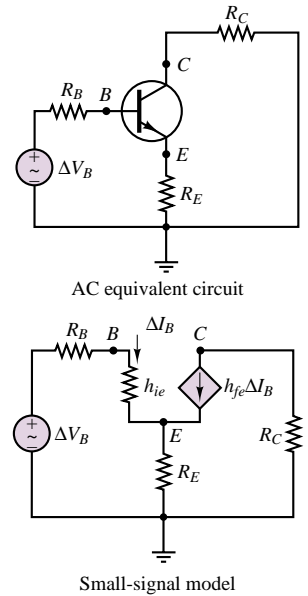 R_C
C
R_B
B
E
+
~
−
ΔV_B
R_E
AC equivalent circuit
R_B
B
ΔI_B
C
h_ie
h_feΔI_B
+
~
−
ΔV_B
E
R_C
R_E
Small-signal model